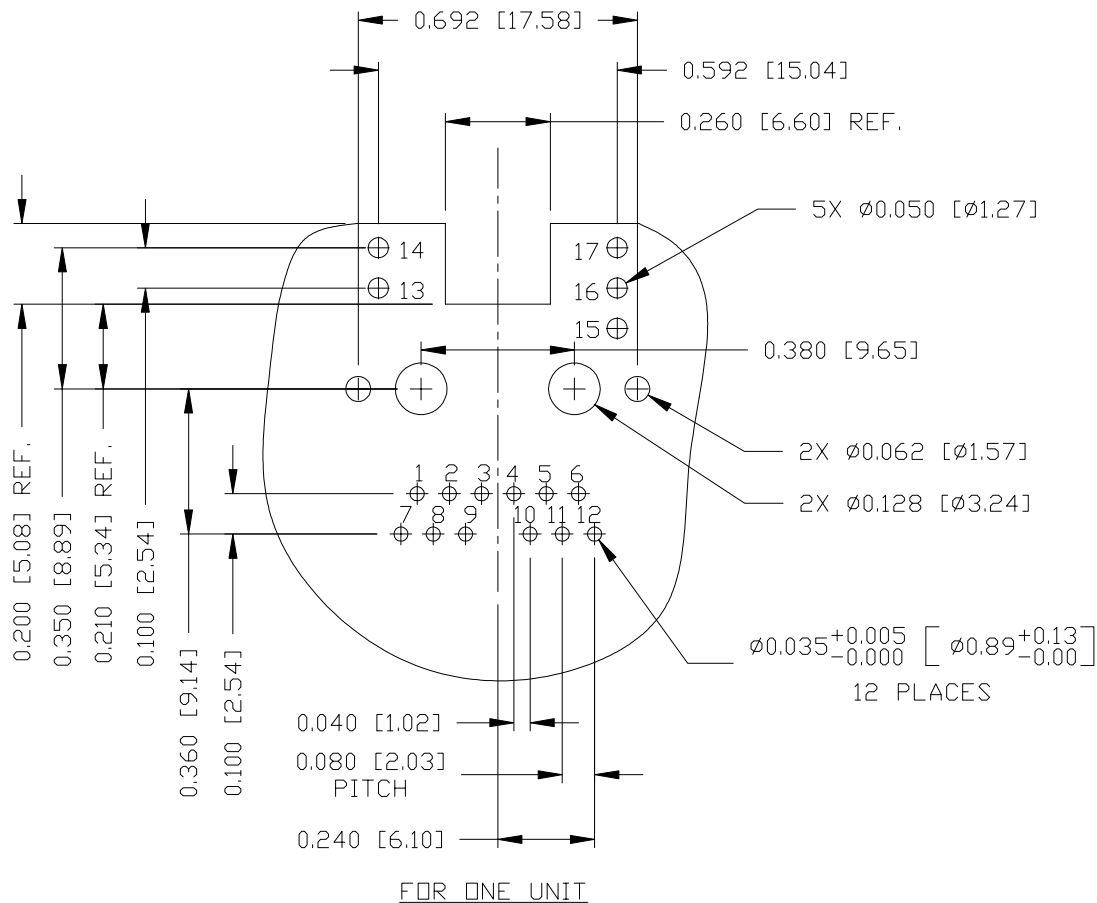 0.692 [17.58]
0.592 [15.04]
0.260 [6.60] REF.
5X ⌀0.050 [⌀1.27]
14
17
13
16
15
0.380 [9.65]
2X ⌀0.062 [⌀1.57]
2X ⌀0.128 [⌀3.24]
1 2 3 4 5 6
7 8 9 10 11 12
0.200 [5.08] REF.
0.350 [8.89]
0.210 [5.34] REF.
0.100 [2.54]
0.360 [9.14]
0.100 [2.54]
⌀0.035 +0.005 -0.000 [ ⌀0.89 +0.13 -0.00 ]
12 PLACES
0.040 [1.02]
0.080 [2.03]
PITCH
0.240 [6.10]
FOR ONE UNIT